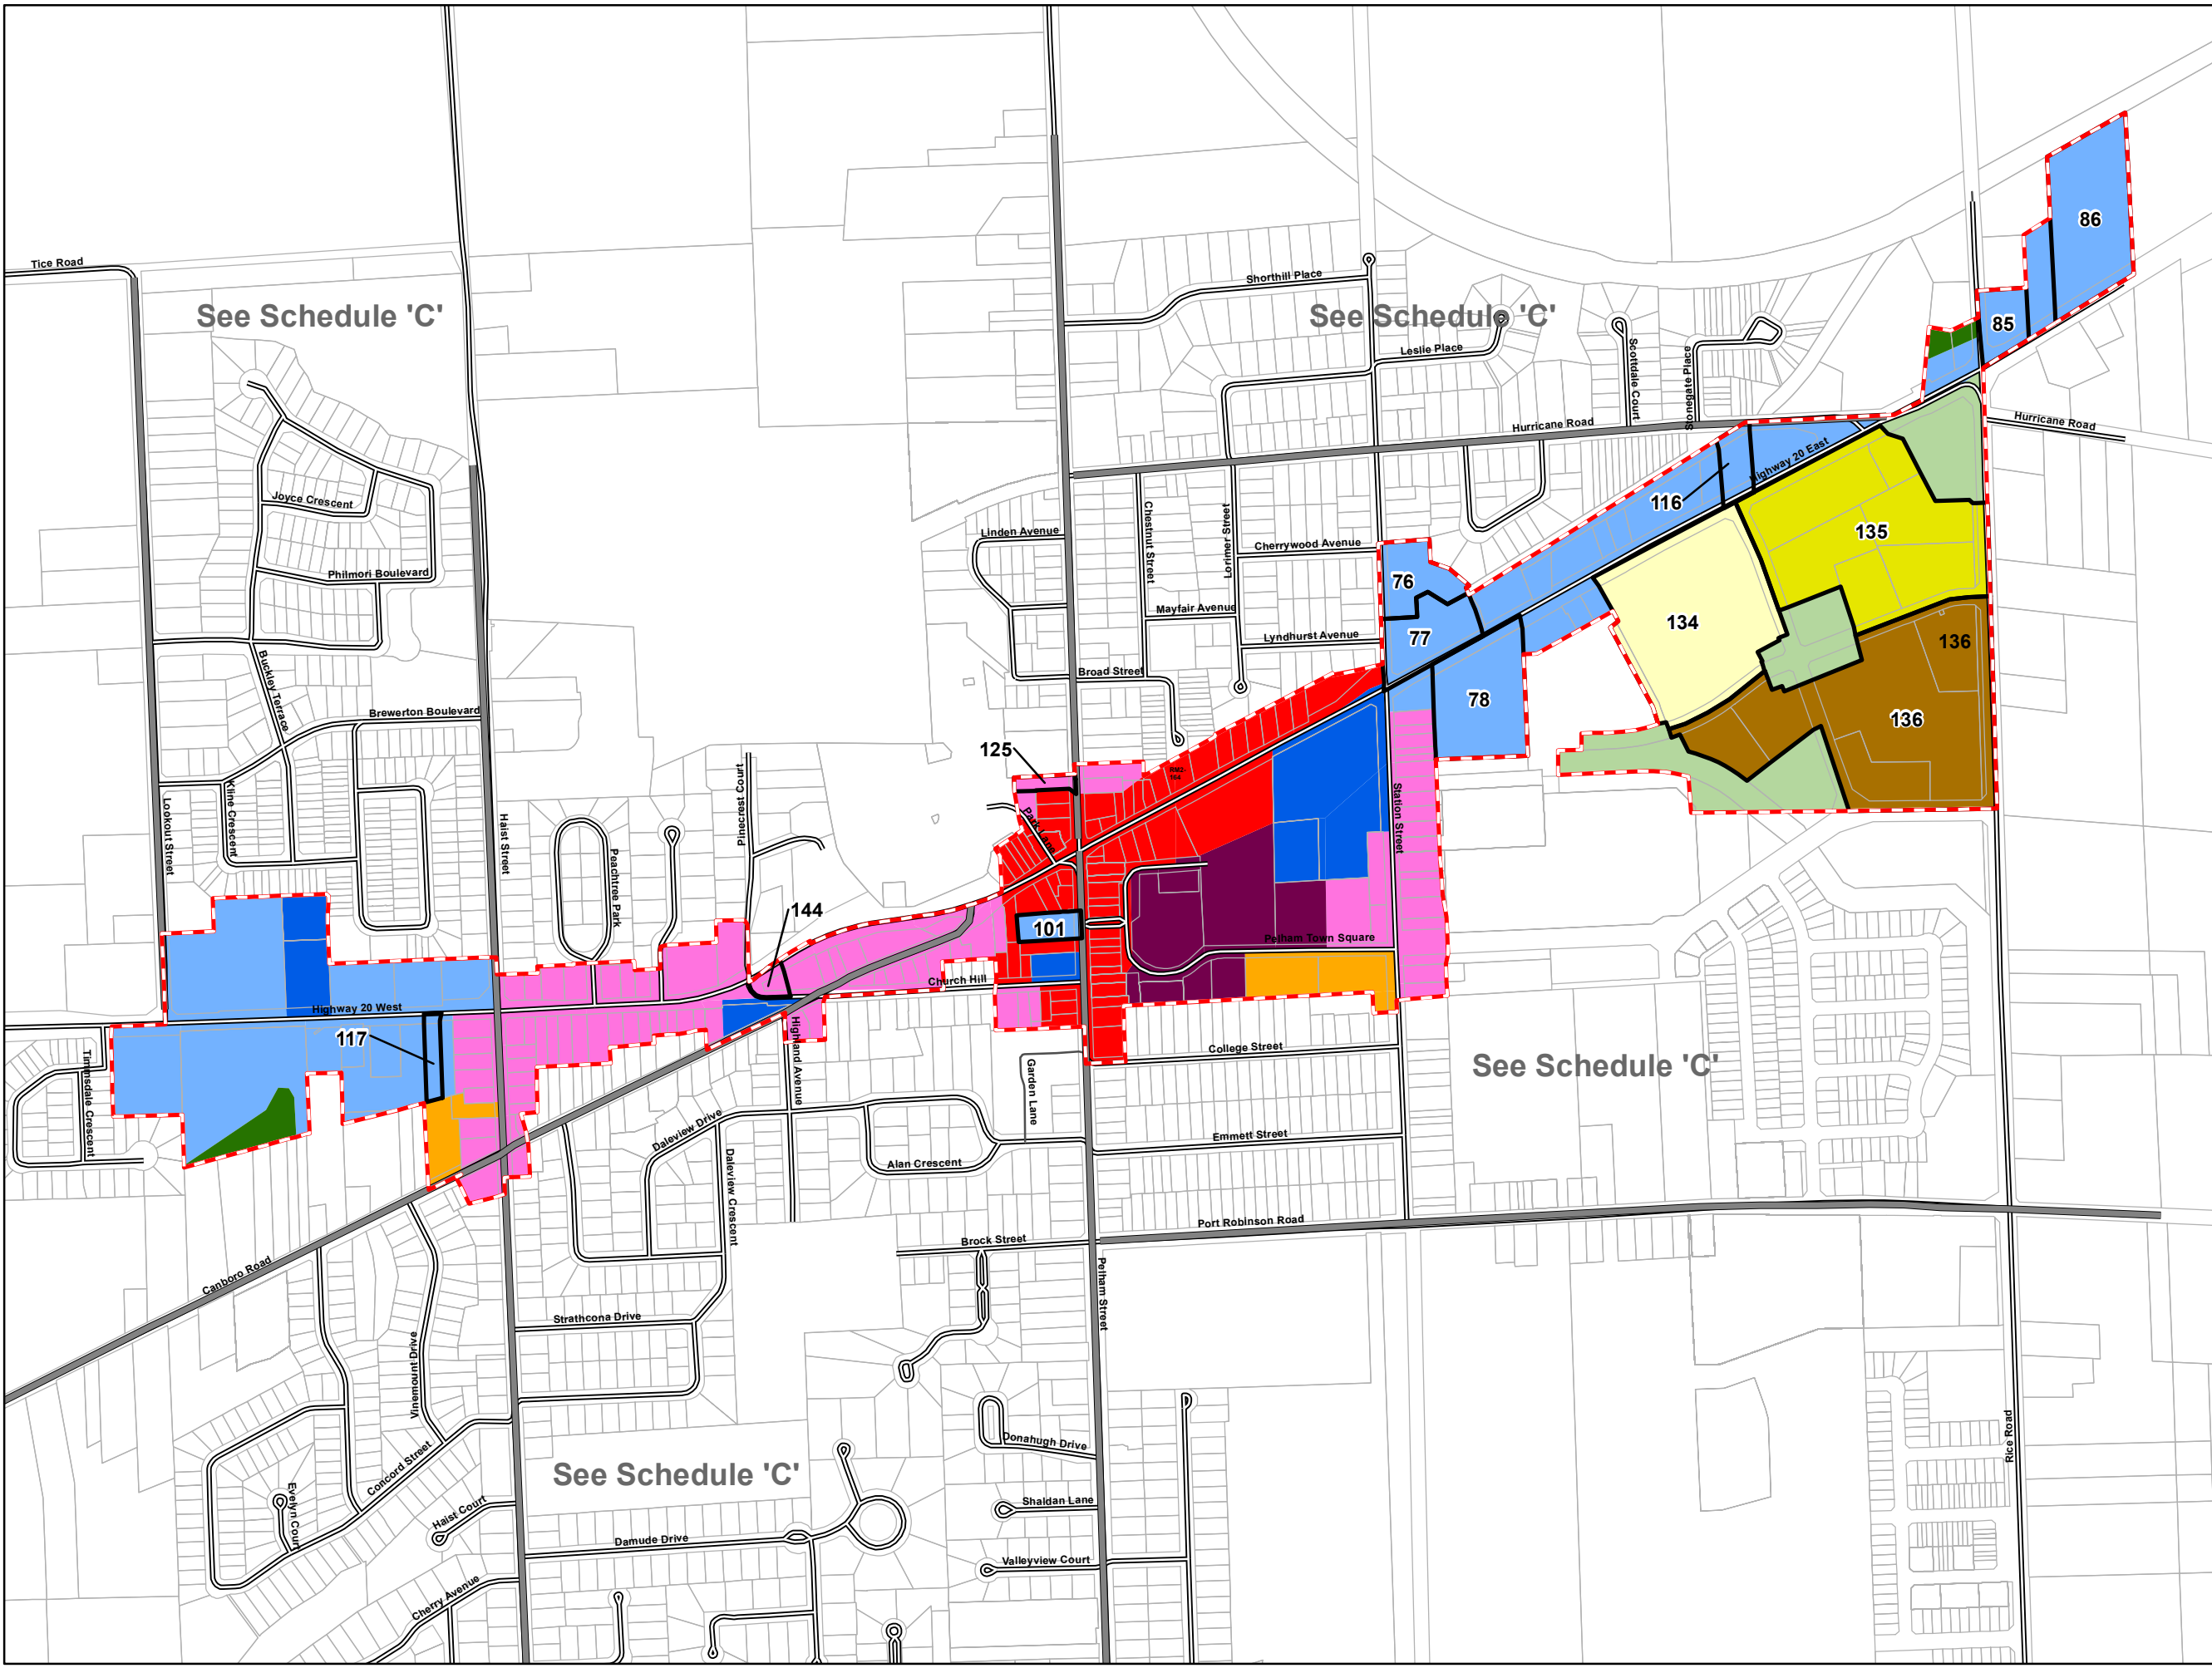 86
Tice Road
Shorthill Place
See Schedule 'C'
See Schedule 'C'
85
Leslie Place
Scottdale Court
Stonegate Place
Hurricane Road
Hurricane Road
Highway 20 East
116
Joyce Crescent
Linden Avenue
Chestnut Street
Lorimer Street
Cherrywood Avenue
135
Philmori Boulevard
76
Mayfair Avenue
134
Lyndhurst Avenue
77
136
Buckley Terrace
Broad Street
78
Brewerton Boulevard
136
125
RM2-
164
Kline Crescent
Lookout Street
Pinecrest Court
Park Lane
Station Street
Haist Street
Peachtree Park
144
101
Pelham Town Square
Church Hill
Highway 20 West
117
Highland Avenue
College Street
See Schedule 'C'
Timmsdale Crescent
Garden Lane
Daleview Drive
Emmett Street
Alan Crescent
Daleview Crescent
Port Robinson Road
Brock Street
Canboro Road
Pelham Street
Strathcona Drive
Vinemount Drive
Donahugh Drive
Rice Road
Concord Street
See Schedule 'C'
Evelyn Court
Haist Court
Shaldan Lane
Damude Drive
Valleyview Court
Cherry Avenue